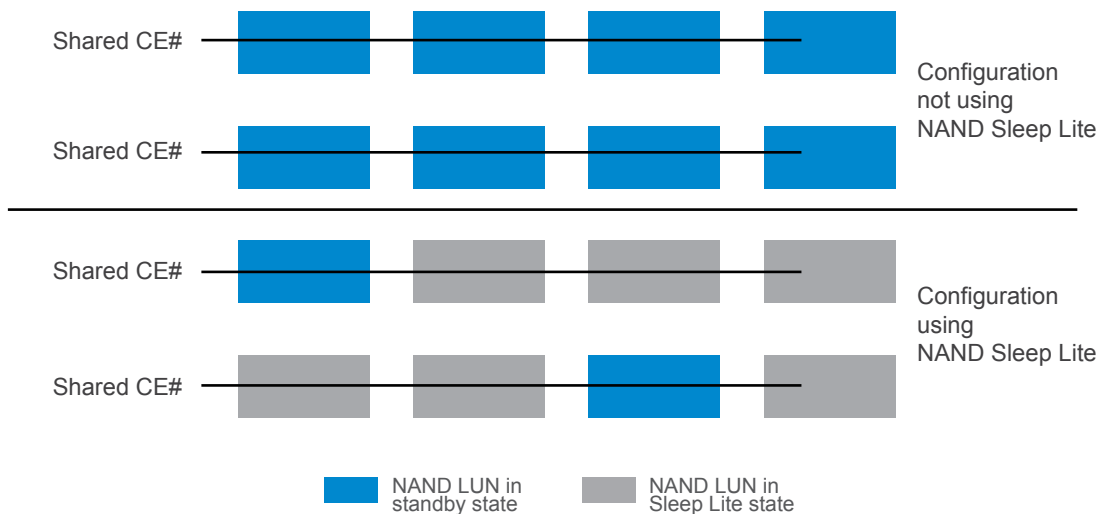 Shared CE#
Configuration
not using
NAND Sleep Lite
Shared CE#
Shared CE#
Configuration
using
NAND Sleep Lite
Shared CE#
NAND LUN in
standby state
NAND LUN in
Sleep Lite state